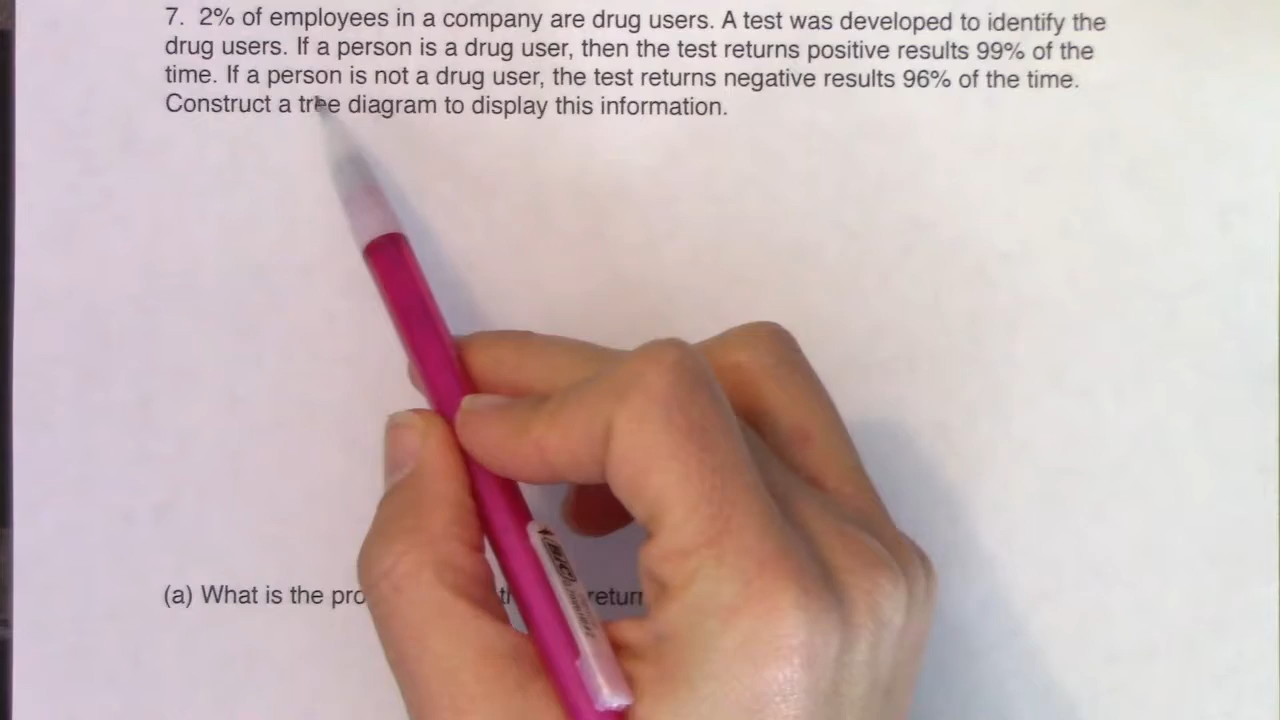 7. 2% of employees in a company are drug users. A test was developed to identify the
drug users. If a person is a drug user, then the test returns positive results 99% of the
time. If a person is not a drug user, the test returns negative results 96% of the time.
Construct a tree diagram to display this information.
(a) What is the
BIC